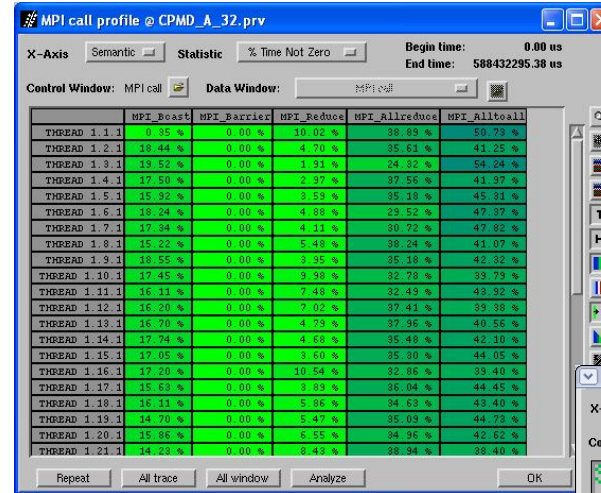 MPI call profile @ CPMD_A_32.prv
X-Axis Semantic Statistic % Time Not Zero Begin time: 0.00 us
End time: 588432295.38 us
Control Window: MPI call Data Window: MPI call
MPI_Bcast MPI_Barrier MPI_Reduce MPI_Allreduce MPI_Alltoall
THREAD 1.1.1 0.35 % 0.00 % 10.02 % 38.89 % 50.73 %
THREAD 1.2.1 18.44 % 0.00 % 4.70 % 35.61 % 41.25 %
THREAD 1.3.1 19.52 % 0.00 % 1.91 % 24.32 % 54.24 %
THREAD 1.4.1 17.50 % 0.00 % 2.97 % 37.56 % 41.97 %
THREAD 1.5.1 15.92 % 0.00 % 3.59 % 35.18 % 45.31 %
THREAD 1.6.1 18.24 % 0.00 % 4.88 % 29.52 % 47.37 %
THREAD 1.7.1 17.34 % 0.00 % 4.11 % 30.72 % 47.82 %
THREAD 1.8.1 15.22 % 0.00 % 5.48 % 38.24 % 41.07 %
THREAD 1.9.1 18.55 % 0.00 % 3.95 % 35.18 % 42.32 %
THREAD 1.10.1 17.45 % 0.00 % 9.98 % 32.78 % 39.79 %
THREAD 1.11.1 16.11 % 0.00 % 7.48 % 32.49 % 43.92 %
THREAD 1.12.1 16.20 % 0.00 % 7.02 % 37.41 % 39.38 %
THREAD 1.13.1 16.70 % 0.00 % 4.79 % 37.96 % 40.56 %
THREAD 1.14.1 17.74 % 0.00 % 4.68 % 35.48 % 42.10 %
THREAD 1.15.1 17.05 % 0.00 % 3.60 % 35.30 % 44.05 %
THREAD 1.16.1 17.20 % 0.00 % 10.54 % 32.86 % 39.40 %
THREAD 1.17.1 15.63 % 0.00 % 3.89 % 36.04 % 44.45 %
THREAD 1.18.1 16.11 % 0.00 % 5.86 % 34.63 % 43.40 %
THREAD 1.19.1 14.70 % 0.00 % 5.47 % 35.09 % 44.73 %
THREAD 1.20.1 15.86 % 0.00 % 6.55 % 34.96 % 42.62 %
THREAD 1.21.1 14.23 % 0.00 % 8.43 % 38.94 % 38.40 %
Repeat All trace All window Analyze OK
X-
Co